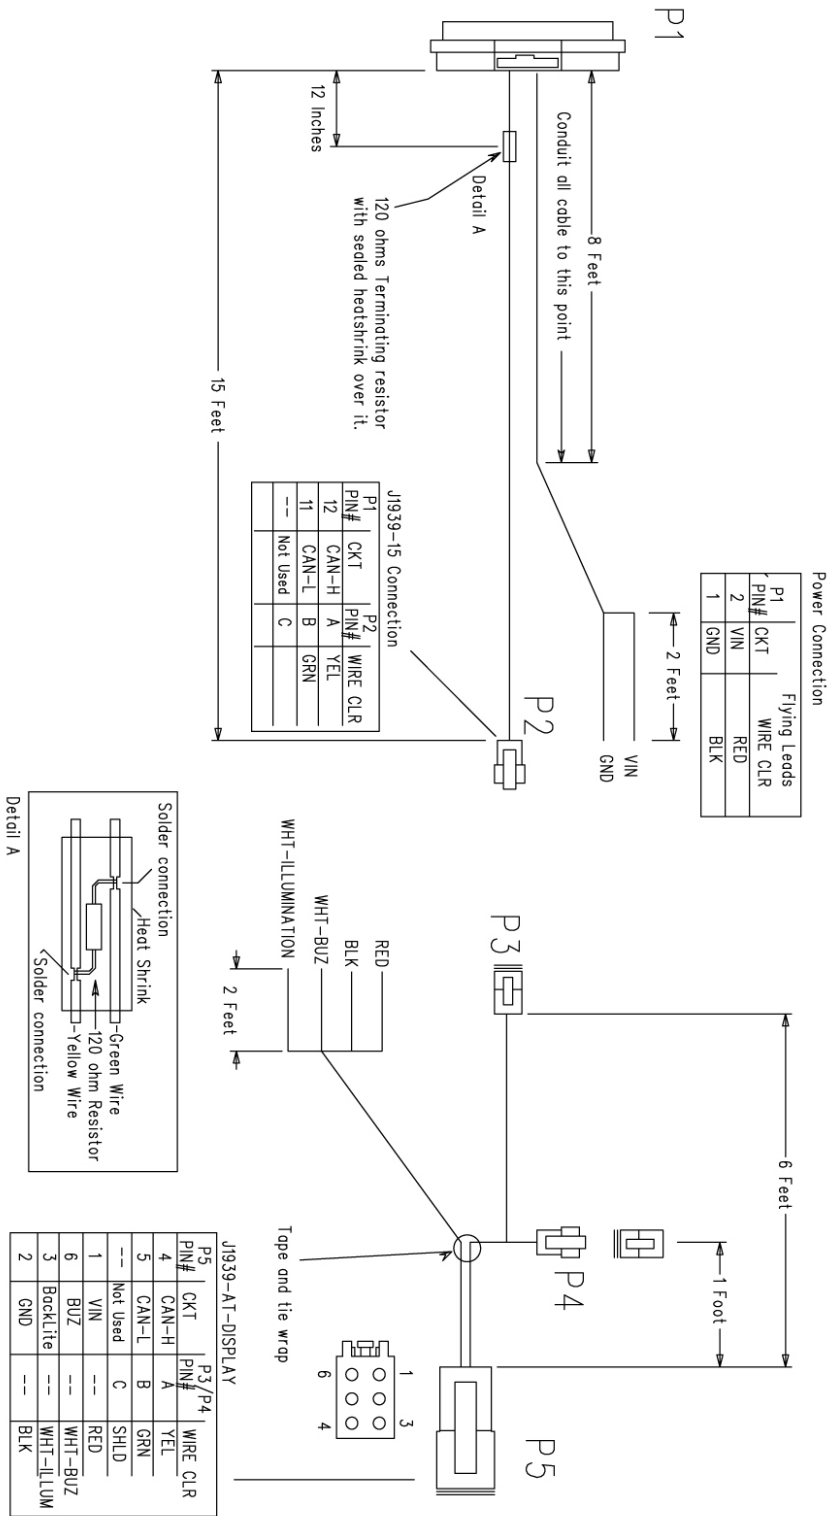 Power Connection
Flying Leads
P1
PIN# CKT WIRE CLR
2 VIN RED
1 GND BLK
VIN
GND
2 Feet
P1
8 Feet
Conduit all cable to this point
12 Inches
Detail A
120 ohms Terminating resistor
with sealed heatshrink over it.
15 Feet
P2
J1939-15 Connection
P1 P2
PIN# CKT PIN# WIRE CLR
12 CAN-H A YEL
11 CAN-L B GRN
-- Not Used C
P3
6 Feet
1 Foot
P4
P5
RED
BLK
WHT-BUZ
WHT-ILLUMINATION
2 Feet
Tape and tie wrap
1 3
6 4
J1939-AT-DISPLAY
P5 P3/P4
PIN# CKT PIN# WIRE CLR
4 CAN-H A YEL
5 CAN-L B GRN
-- Not Used C SHLD
1 VIN -- RED
6 BUZ -- WHT-BUZ
3 BackLite -- WHT-ILLUM
2 GND -- BLK
Solder connection
Heat Shrink
Green Wire
120 ohm Resistor
Yellow Wire
Solder connection
Detail A